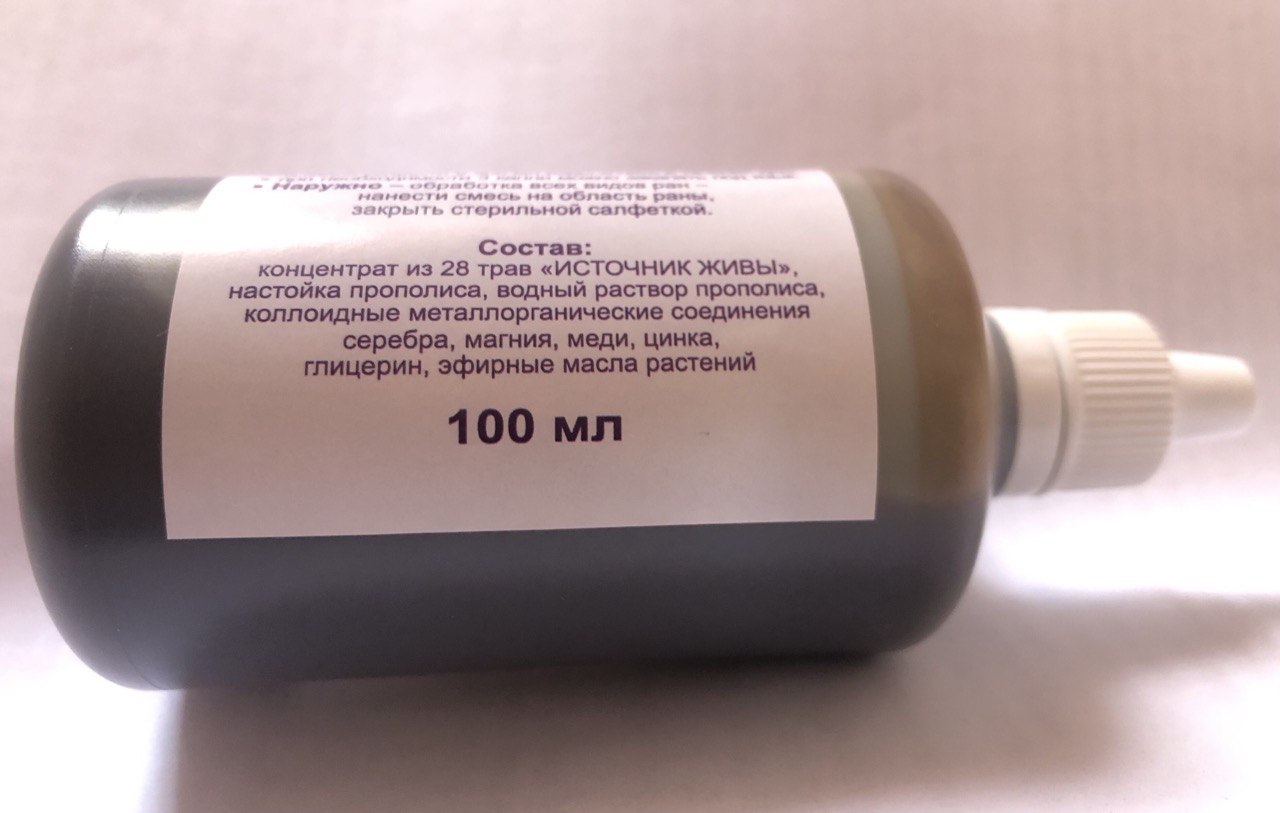 • Наружно – обработка всех видов ран –
нанести смесь на область раны,
закрыть стерильной салфеткой.
Состав:
концентрат из 28 трав «ИСТОЧНИК ЖИВЫ»,
настойка прополиса, водный раствор прополиса,
коллоидные металлорганические соединения
серебра, магния, меди, цинка,
глицерин, эфирные масла растений
100 мл